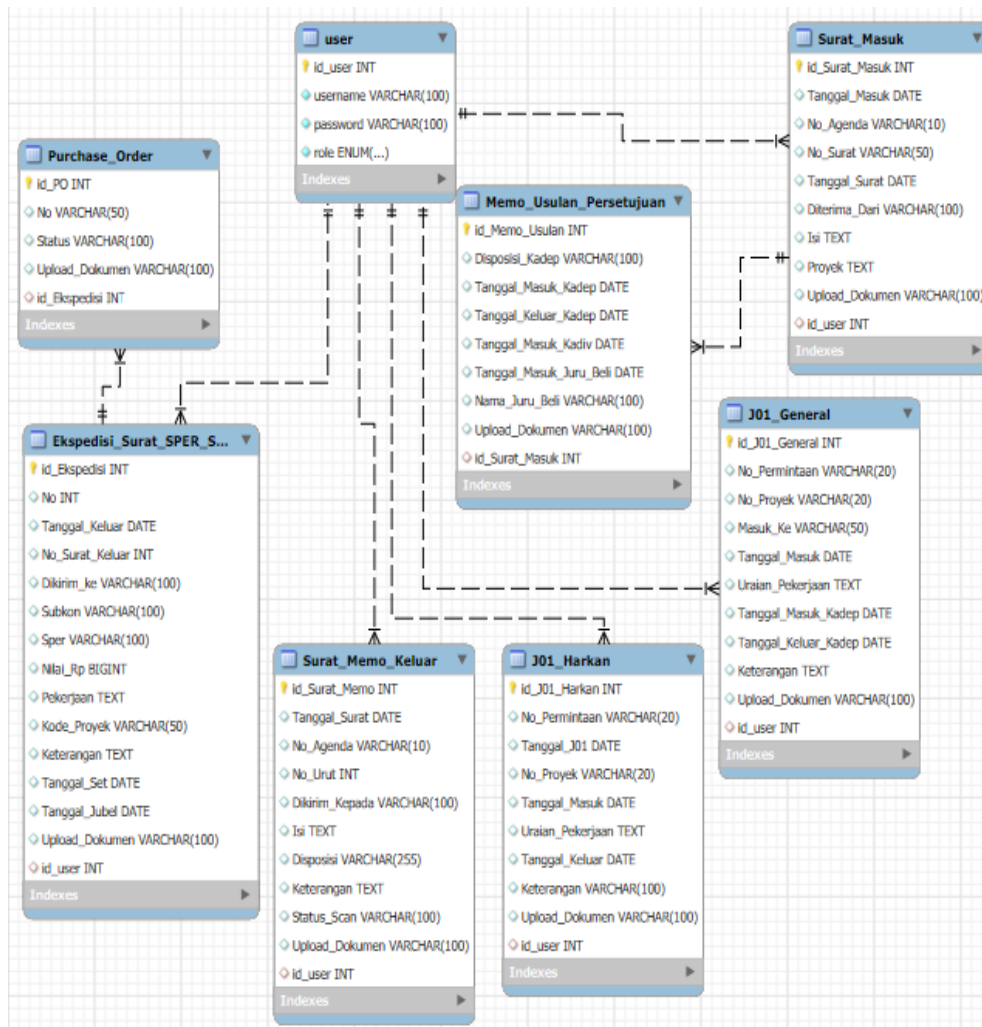 user
id_user INT
username VARCHAR(100)
password VARCHAR(100)
role ENUM(...)
Indexes
Surat_Masuk
id_Surat_Masuk INT
Tanggal_Masuk DATE
No_Agenda VARCHAR(10)
No_Surat VARCHAR(50)
Tanggal_Surat DATE
Diterima_Dari VARCHAR(100)
Isi TEXT
Proyek TEXT
Upload_Dokumen VARCHAR(100)
id_user INT
Indexes
Purchase_Order
id_PO INT
No VARCHAR(50)
Status VARCHAR(100)
Upload_Dokumen VARCHAR(100)
id_Ekspedisi INT
Indexes
Memo_Usulan_Persetujuan
id_Memo_Usulan INT
Disposisi_Kadep VARCHAR(100)
Tanggal_Masuk_Kadep DATE
Tanggal_Keluar_Kadep DATE
Tanggal_Masuk_Kadiv DATE
Tanggal_Masuk_Juru_Beli DATE
Nama_Juru_Beli VARCHAR(100)
Upload_Dokumen VARCHAR(100)
id_Surat_Masuk INT
Indexes
Ekspedisi_Surat_SPER_S...
id_Ekspedisi INT
No INT
Tanggal_Keluar DATE
No_Surat_Keluar INT
Dikirim_ke VARCHAR(100)
Subkon VARCHAR(100)
Sper VARCHAR(100)
Nilai_Rp BIGINT
Pekerjaan TEXT
Kode_Proyek VARCHAR(50)
Keterangan TEXT
Tanggal_Set DATE
Tanggal_Jubel DATE
Upload_Dokumen VARCHAR(100)
id_user INT
Indexes
J01_General
id_J01_General INT
No_Permintaan VARCHAR(20)
No_Proyek VARCHAR(20)
Masuk_Ke VARCHAR(50)
Tanggal_Masuk DATE
Uraian_Pekerjaan TEXT
Tanggal_Masuk_Kadep DATE
Tanggal_Keluar_Kadep DATE
Keterangan TEXT
Upload_Dokumen VARCHAR(100)
id_user INT
Indexes
Surat_Memo_Keluar
id_Surat_Memo INT
Tanggal_Surat DATE
No_Agenda VARCHAR(10)
No_Urut INT
Dikirim_Kepada VARCHAR(100)
Isi TEXT
Disposisi VARCHAR(255)
Keterangan TEXT
Status_Scan VARCHAR(100)
Upload_Dokumen VARCHAR(100)
id_user INT
Indexes
J01_Harkan
id_J01_Harkan INT
No_Permintaan VARCHAR(20)
Tanggal_J01 DATE
No_Proyek VARCHAR(20)
Tanggal_Masuk DATE
Uraian_Pekerjaan TEXT
Tanggal_Keluar DATE
Keterangan VARCHAR(100)
Upload_Dokumen VARCHAR(100)
id_user INT
Indexes